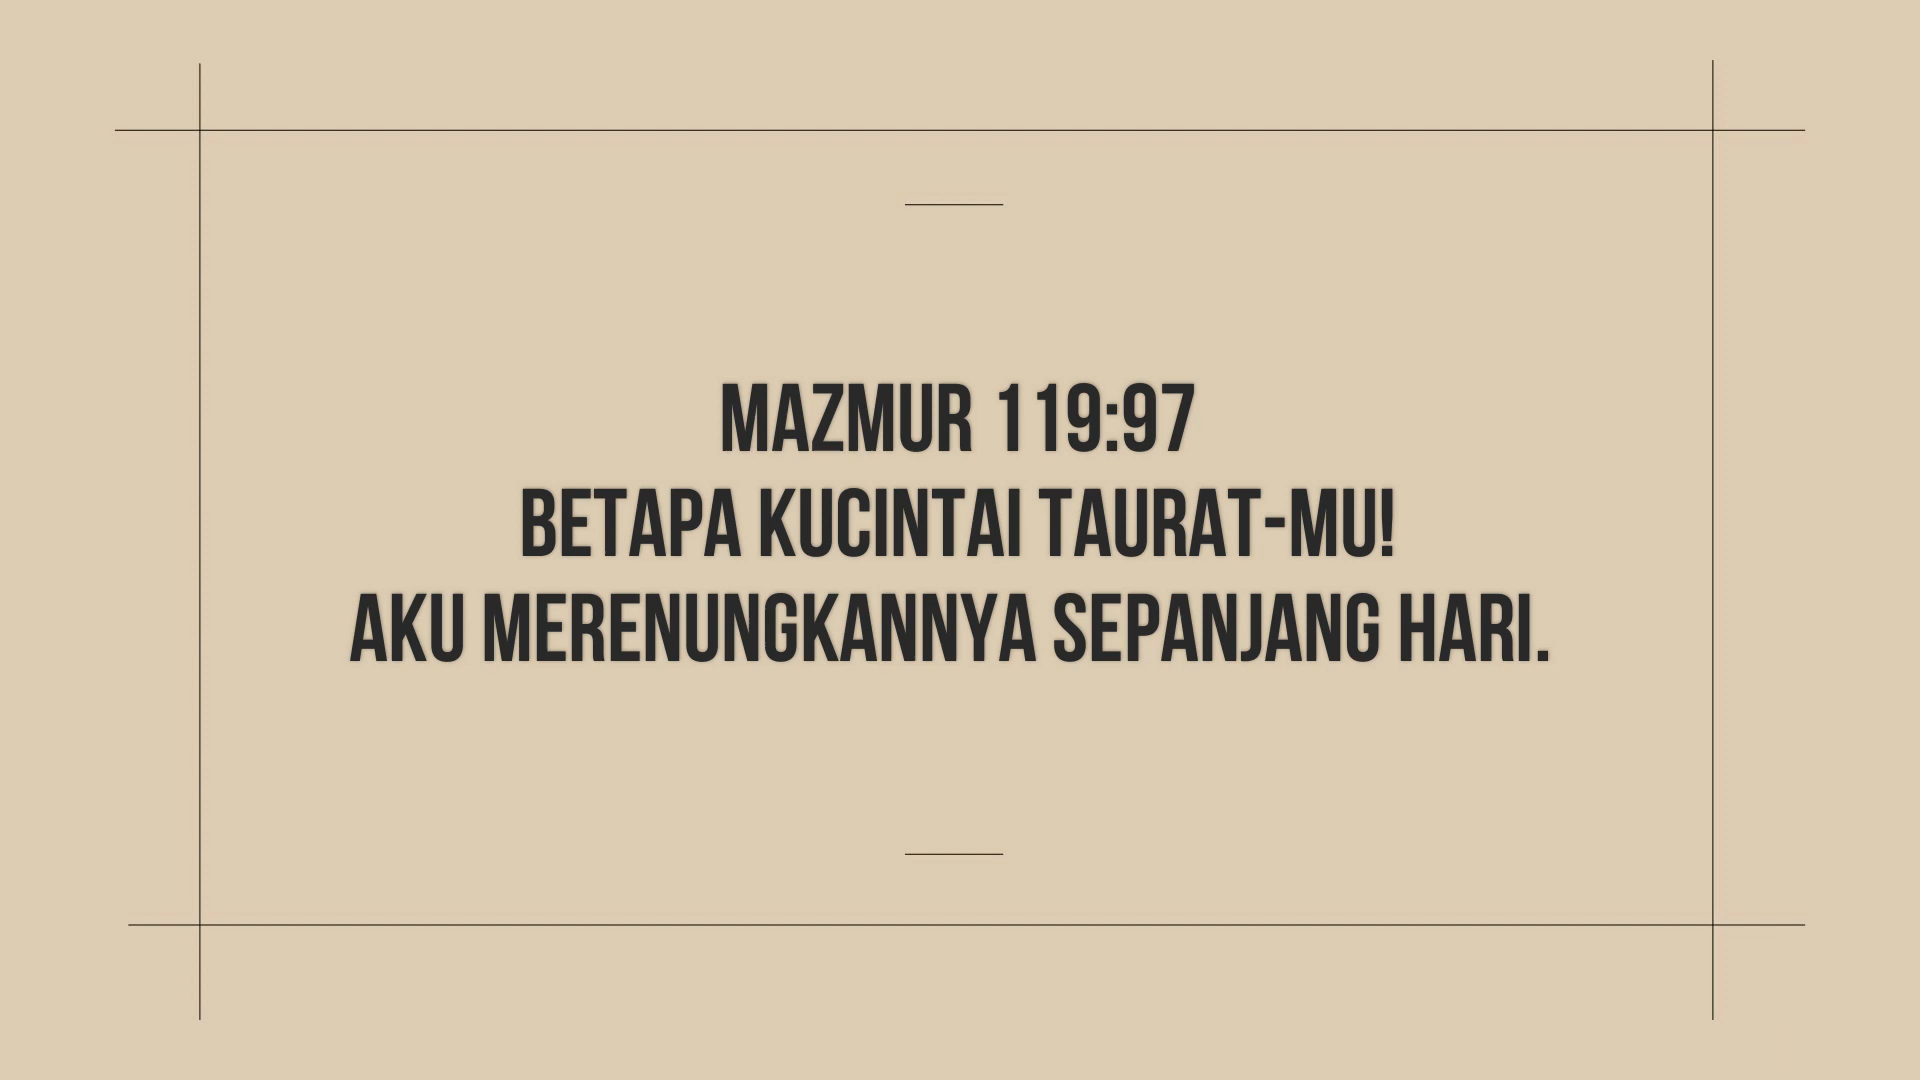 MAZMUR 119:97
BETAPA KUCINTAI TAURAT-MU!
AKU MERENUNGKANNYA SEPANJANG HARI.